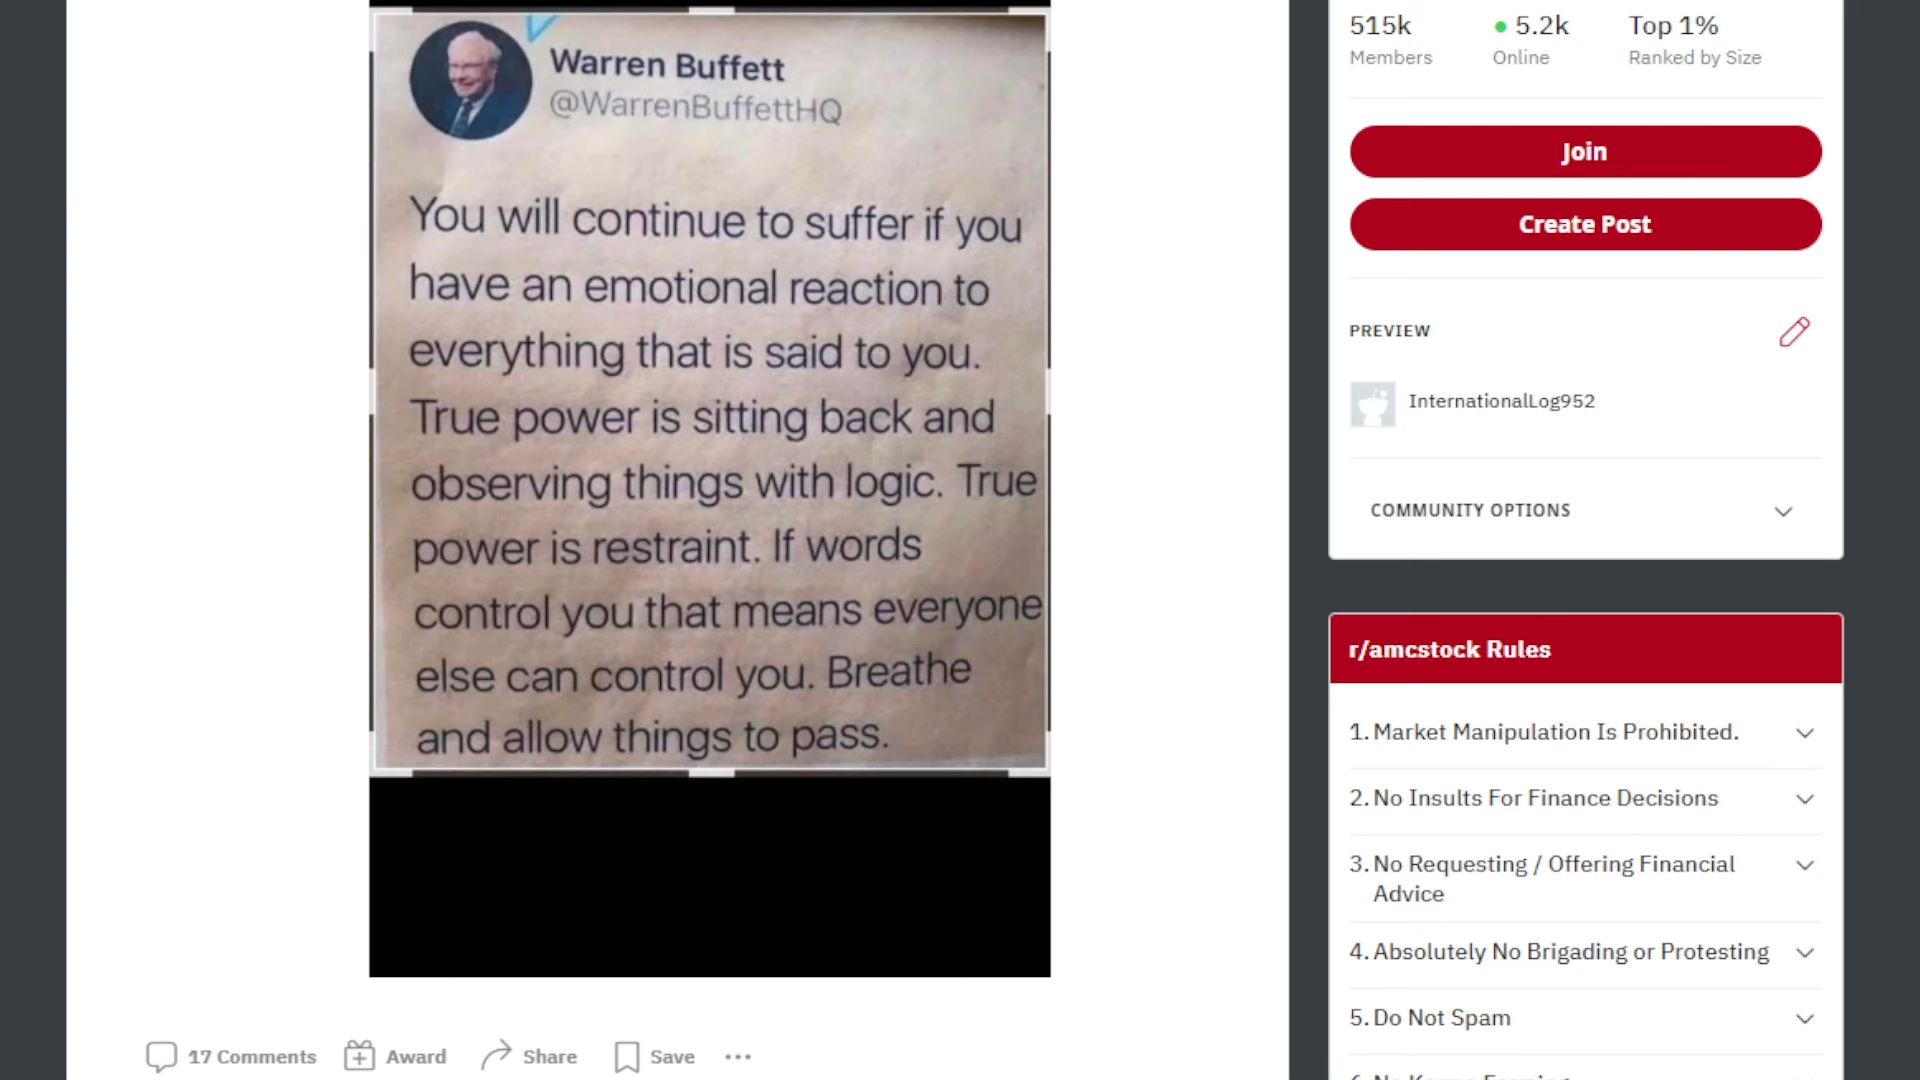 Warren Buffett
@WarrenBuffettHQ
You will continue to suffer if you
have an emotional reaction to
everything that is said to you.
True power is sitting back and
observing things with logic. True
power is restraint. If words
control you that means everyone
else can control you. Breathe
and allow things to pass.
17 Comments Award Share Save
515k 5.2k Top 1%
Members Online Ranked by Size
Join
Create Post
PREVIEW
InternationalLog952
COMMUNITY OPTIONS
r/amcstock Rules
1. Market Manipulation Is Prohibited.
2. No Insults For Finance Decisions
3. No Requesting / Offering Financial
Advice
4. Absolutely No Brigading or Protesting
5. Do Not Spam